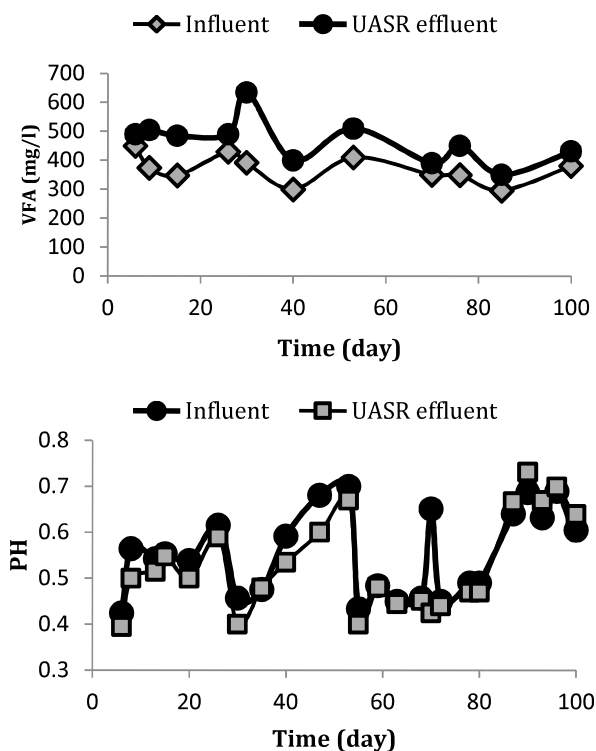 Influent UASR effluent
700
600
500
400
300
200
100
0
VFA (mg/l)
0 20 40 60 80 100
Time (day)
Influent UASR effluent
0.8
0.7
0.6
0.5
0.4
0.3
PH
0 20 40 60 80 100
Time (day)